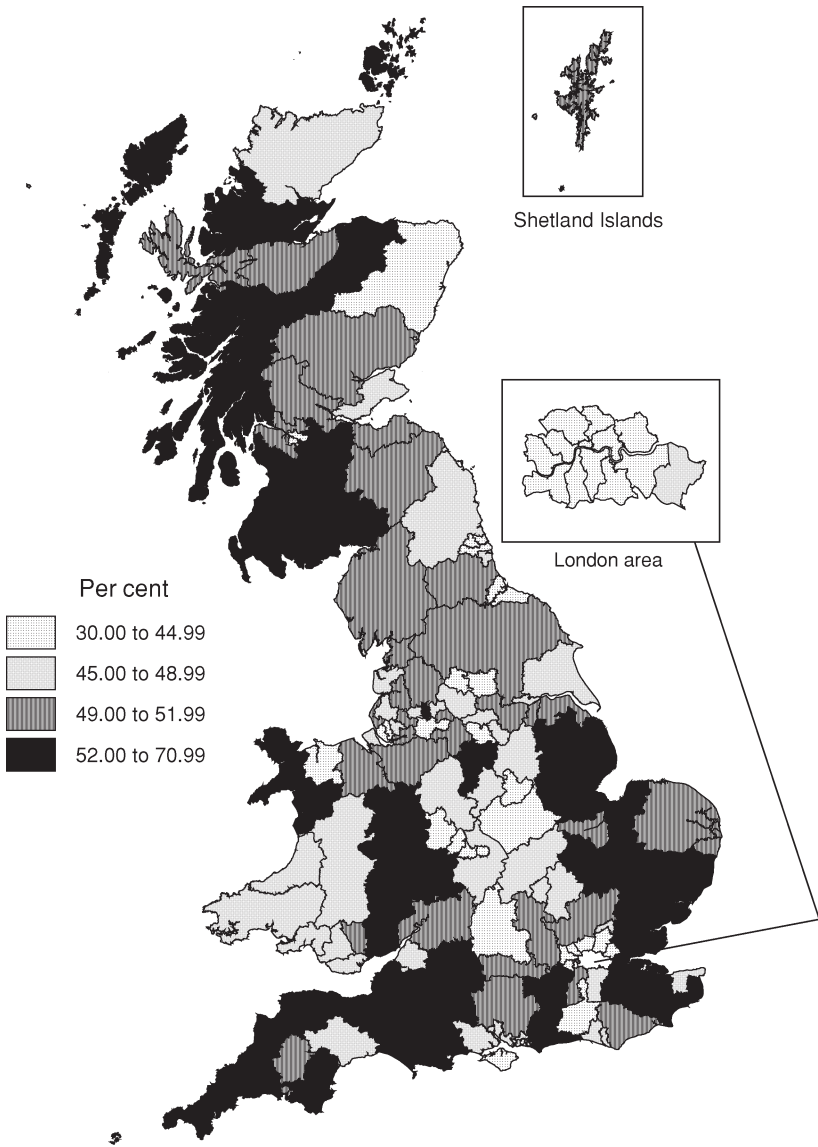 Shetland Islands
London area
Per cent
30.00 to 44.99
45.00 to 48.99
49.00 to 51.99
52.00 to 70.99